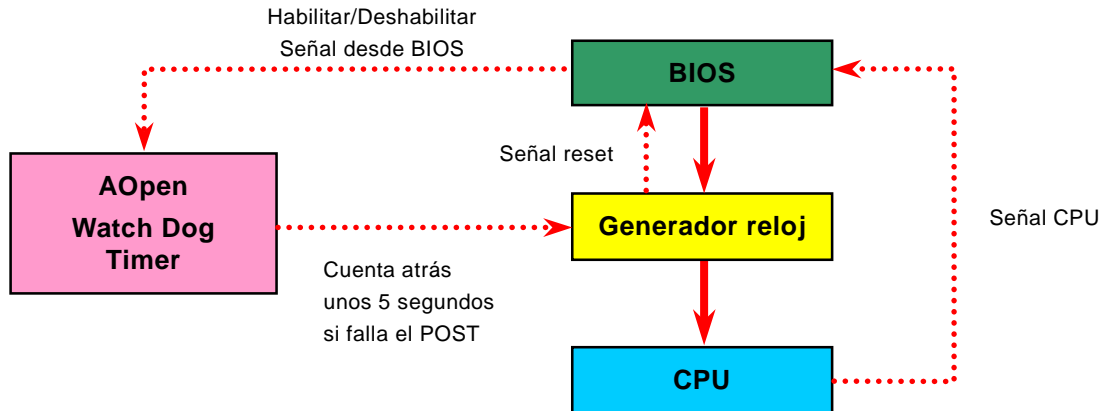 Habilitar/Deshabilitar
Señal desde BIOS
BIOS
Señal reset
AOpen
Watch Dog
Timer
Generador reloj
Señal CPU
Cuenta atrás
unos 5 segundos
si falla el POST
CPU